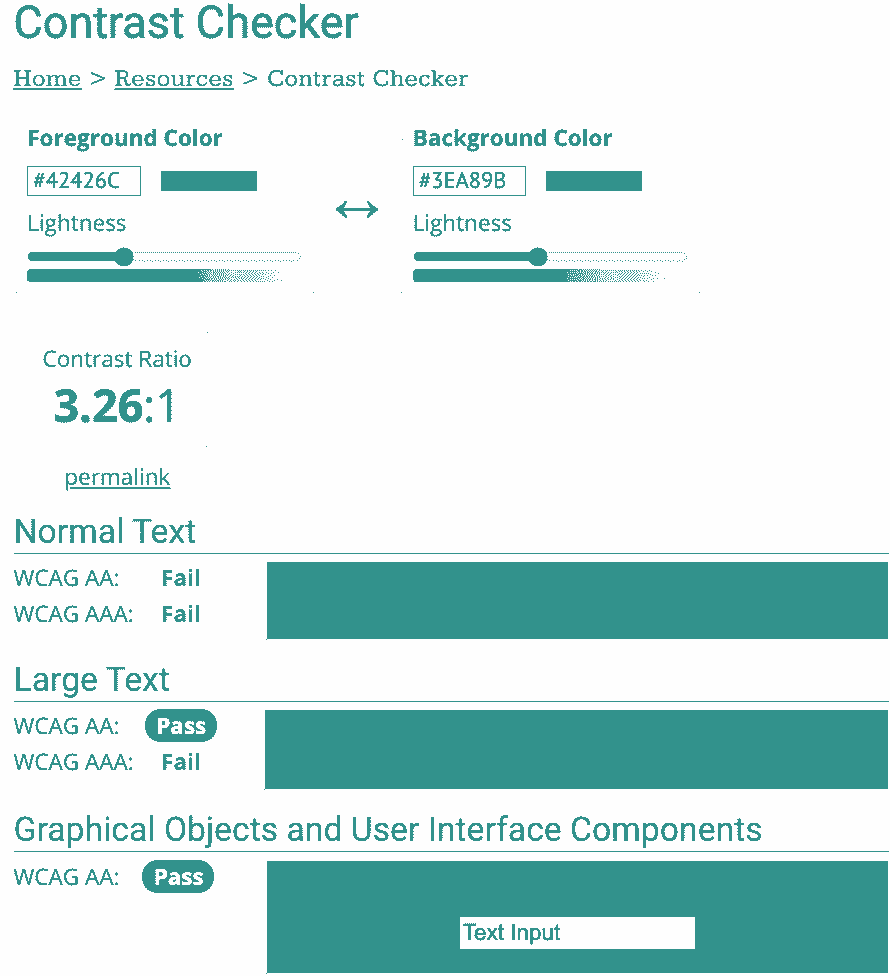 Contrast Checker
Home > Resources > Contrast Checker
Foreground Color
#42426C
Lightness
Background Color
#3EA89B
Lightness
Contrast Ratio
3.26:1
permalink
Normal Text
WCAG AA: Fail
WCAG AAA: Fail
Large Text
WCAG AA: Pass
WCAG AAA: Fail
Graphical Objects and User Interface Components
WCAG AA: Pass
Text Input